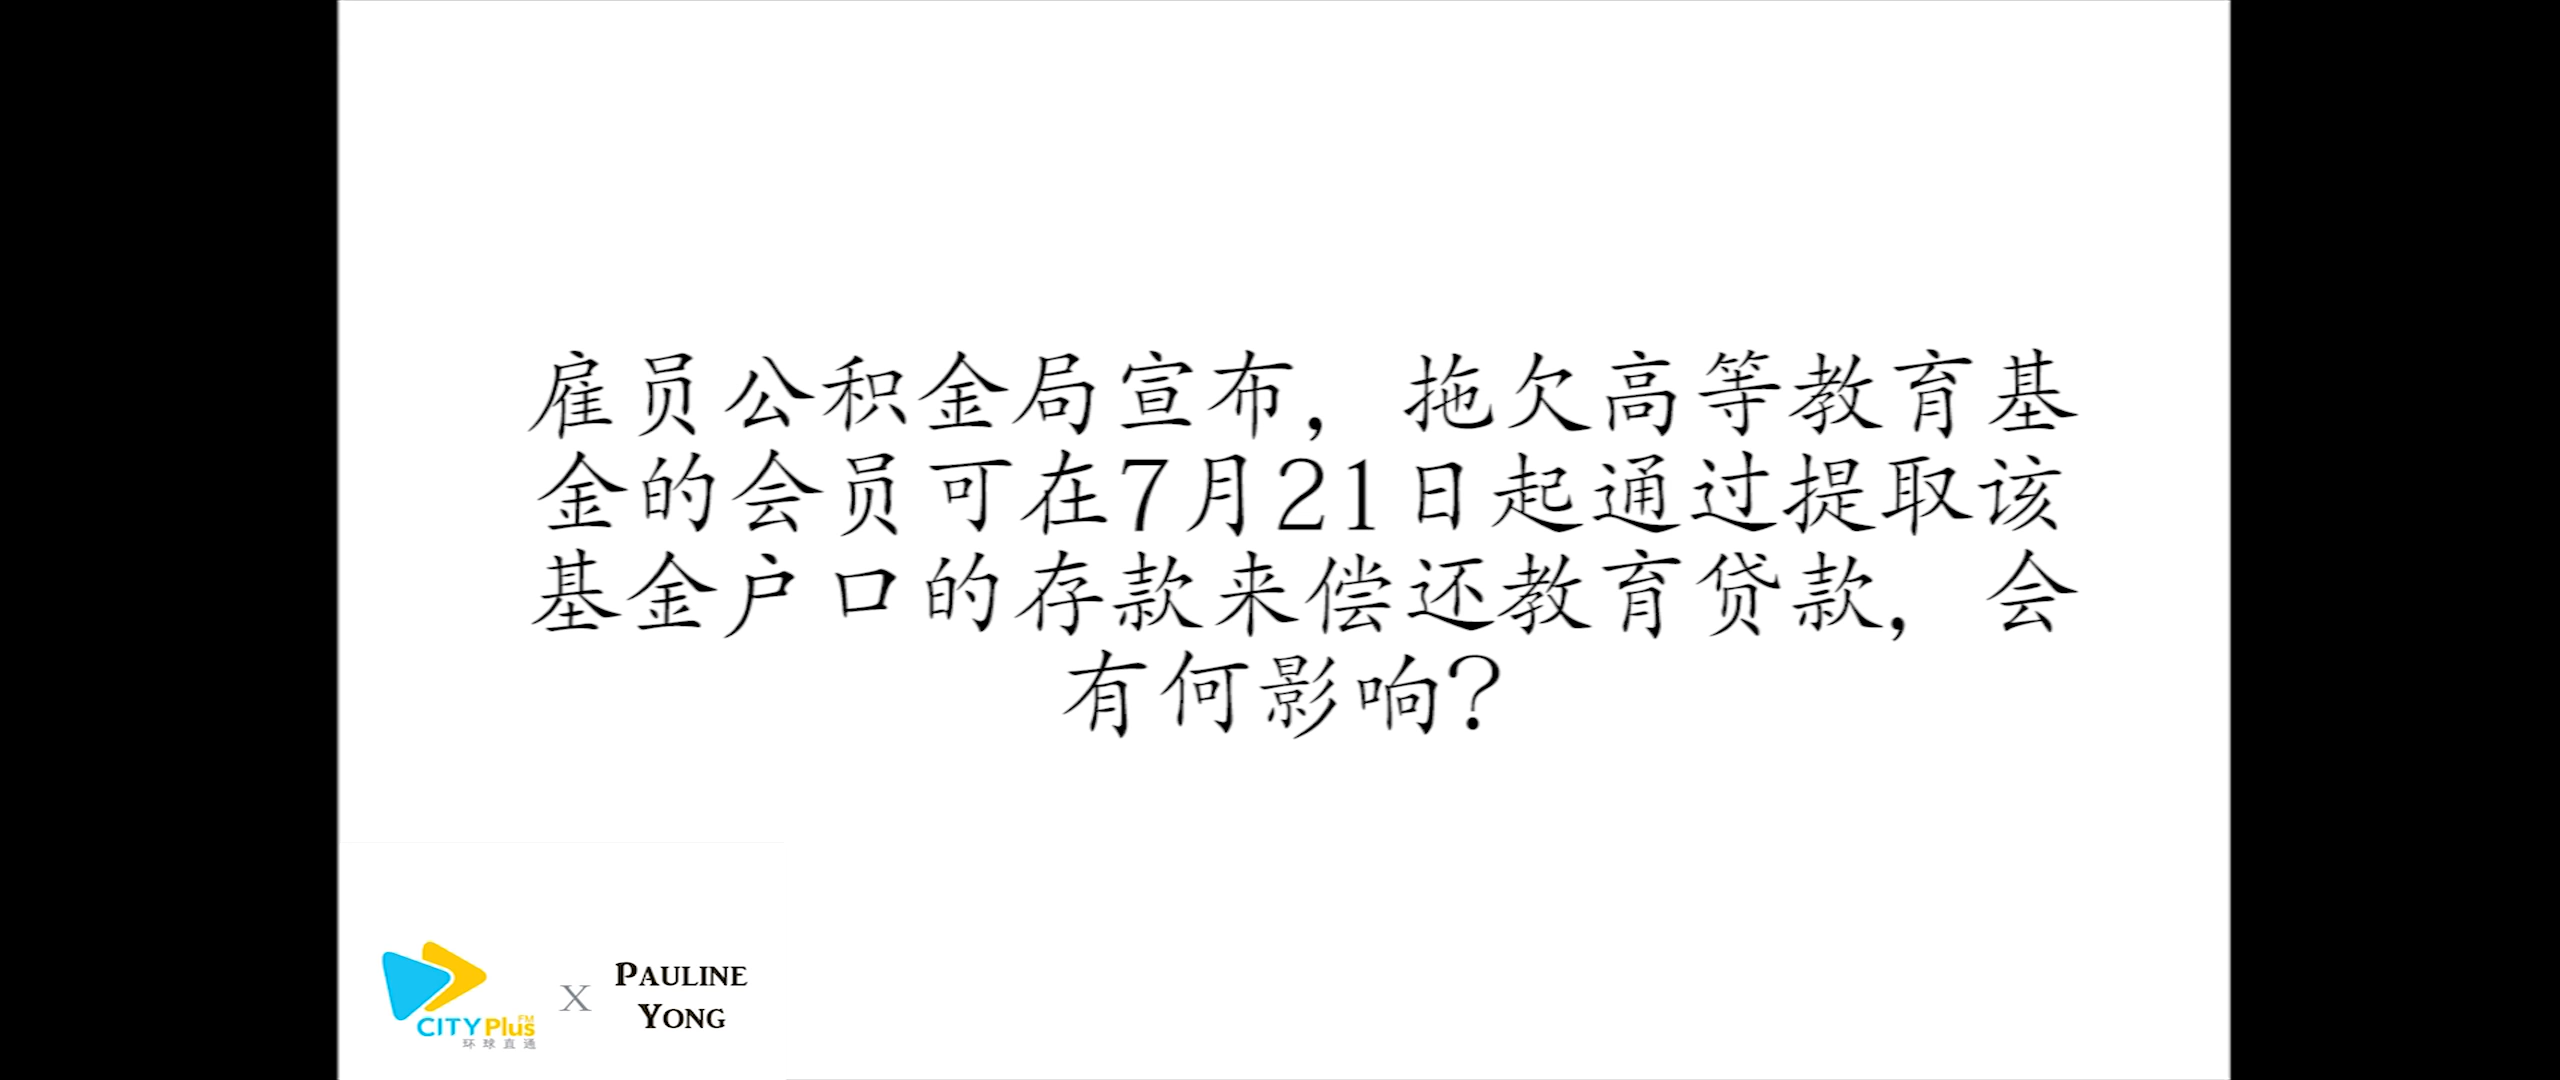 雇员公积金局宣布，拖欠高等教育基
金的会员可在7月21日起通过提取该
基金户口的存款来偿还教育贷款，会
有何影响？
CITYPlus FM
环球直通
X
PAULINE
YONG